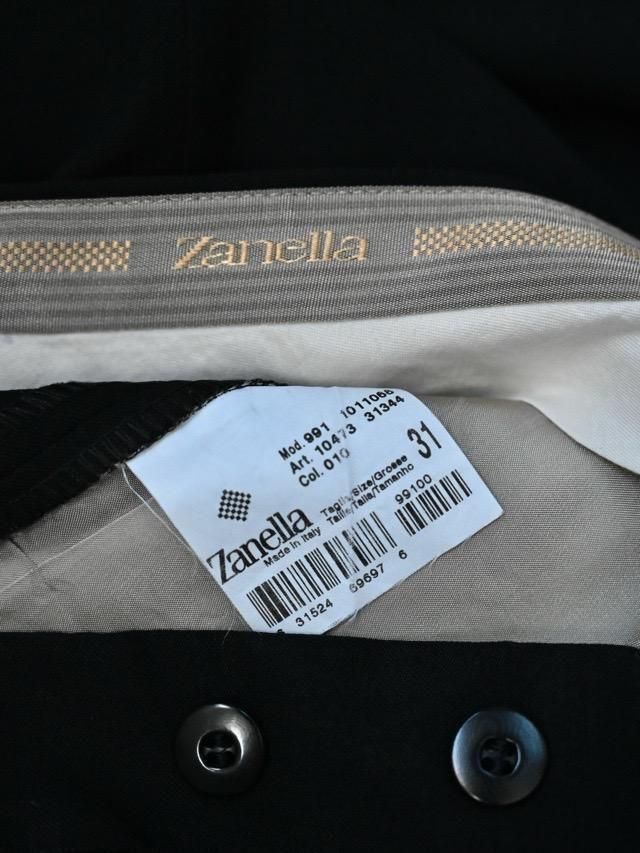 Zanella
Mod. 991 1011066
Art. 10473 31344
Col. 010
Taglia/Size/Grosse
Taille/Talla/Tamanho
31
Zanella
Made in Italy
99100
6 31524 69697 6